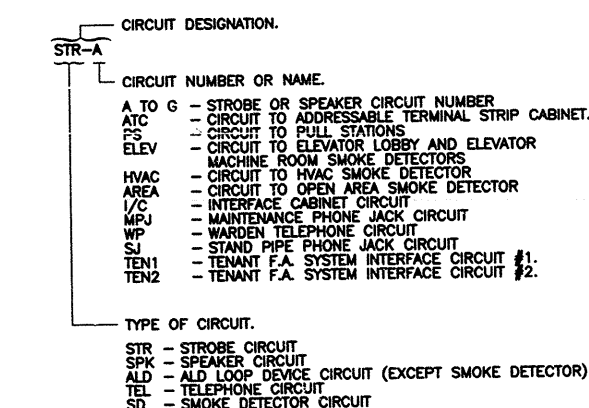 CIRCUIT DESIGNATION.
STR-A
CIRCUIT NUMBER OR NAME.
A TO G – STROBE OR SPEAKER CIRCUIT NUMBER
ATC – CIRCUIT TO ADDRESSABLE TERMINAL STRIP CABINET.
PS – CIRCUIT TO PULL STATIONS
ELEV – CIRCUIT TO ELEVATOR LOBBY AND ELEVATOR
MACHINE ROOM SMOKE DETECTORS
HVAC – CIRCUIT TO HVAC SMOKE DETECTOR
AREA – CIRCUIT TO OPEN AREA SMOKE DETECTOR
I/C – INTERFACE CABINET CIRCUIT
MPJ – MAINTENANCE PHONE JACK CIRCUIT
WP – WARDEN TELEPHONE CIRCUIT
SJ – STAND PIPE PHONE JACK CIRCUIT
TEN1 – TENANT F.A. SYSTEM INTERFACE CIRCUIT #1.
TEN2 – TENANT F.A. SYSTEM INTERFACE CIRCUIT #2.
TYPE OF CIRCUIT.
STR – STROBE CIRCUIT
SPK – SPEAKER CIRCUIT
ALD – ALD LOOP DEVICE CIRCUIT (EXCEPT SMOKE DETECTOR)
TEL – TELEPHONE CIRCUIT
SD – SMOKE DETECTOR CIRCUIT